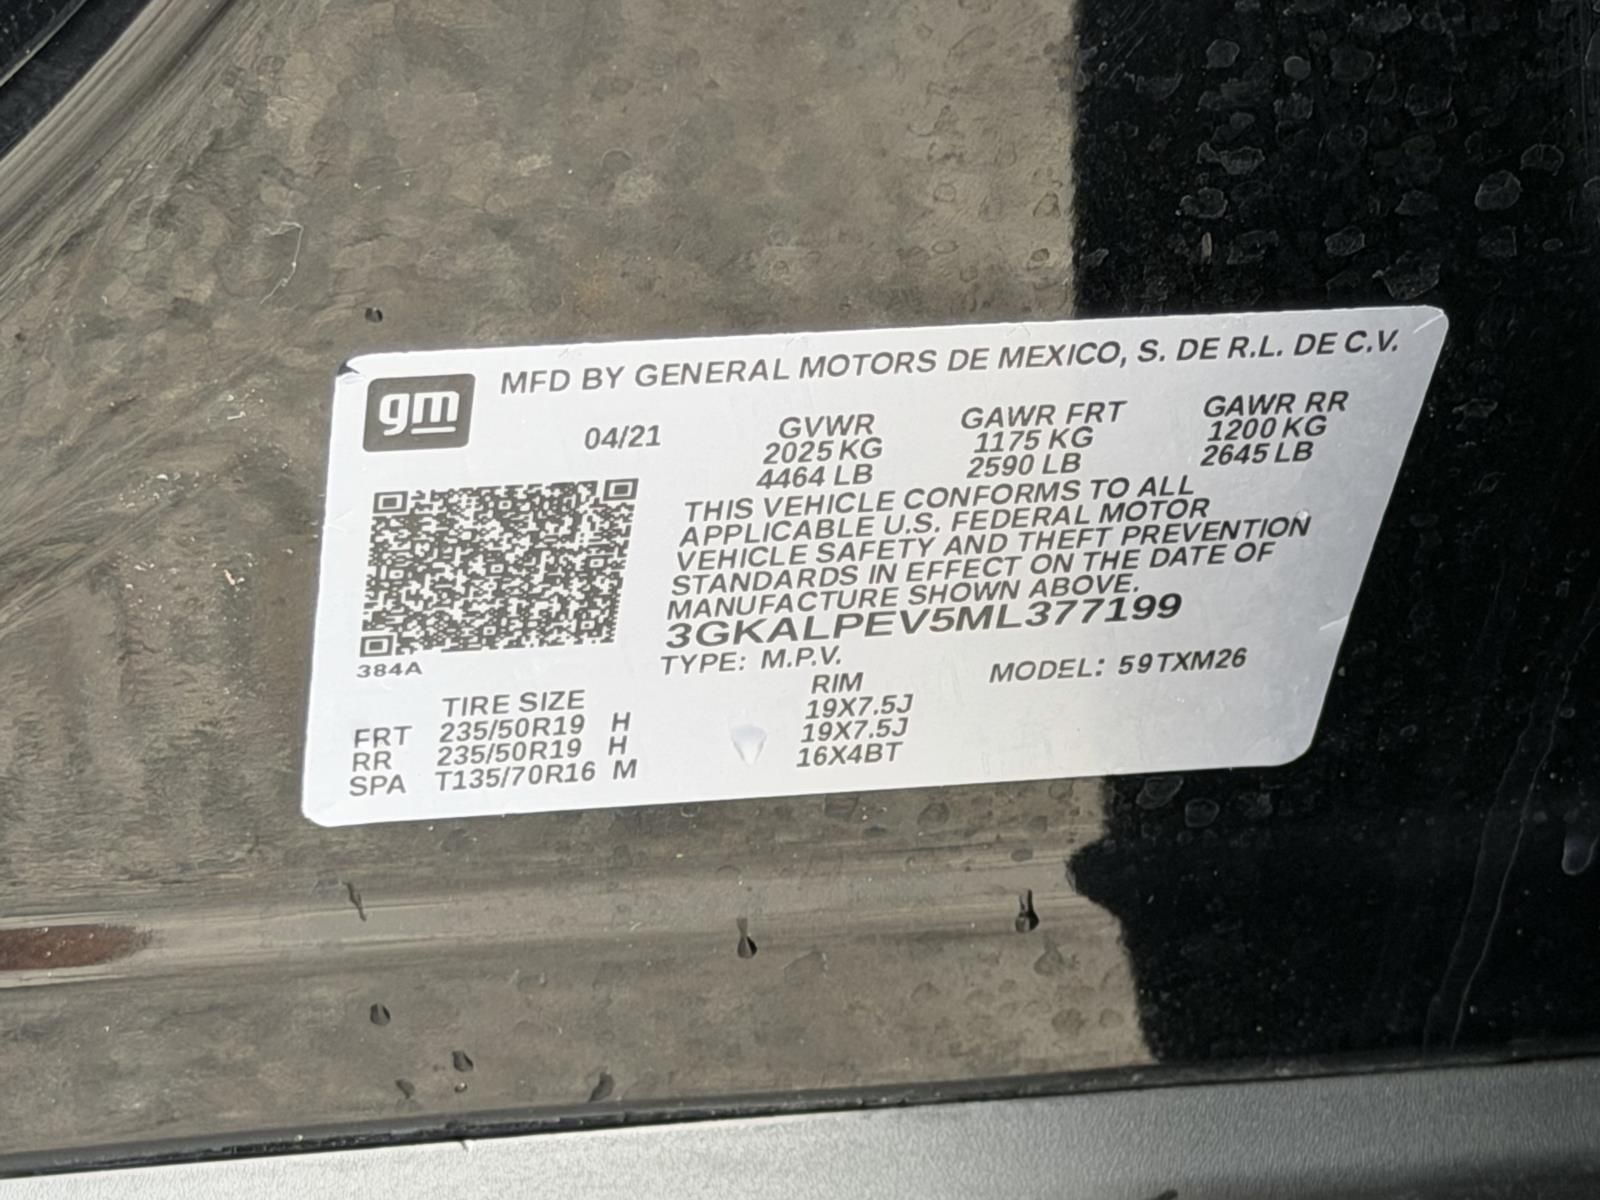 gm
MFD BY GENERAL MOTORS DE MEXICO, S. DE R.L. DE C.V.
04/21
GVWR GAWR FRT GAWR RR
2025 KG 1175 KG 1200 KG
4464 LB 2590 LB 2645 LB
THIS VEHICLE CONFORMS TO ALL
APPLICABLE U.S. FEDERAL MOTOR
VEHICLE SAFETY AND THEFT PREVENTION
STANDARDS IN EFFECT ON THE DATE OF
MANUFACTURE SHOWN ABOVE.
3GKALPEV5ML377199
384A
TYPE: M.P.V. MODEL: 59TXM26
TIRE SIZE RIM
FRT 235/50R19 H 19X7.5J
RR 235/50R19 H 19X7.5J
SPA T135/70R16 M 16X4BT